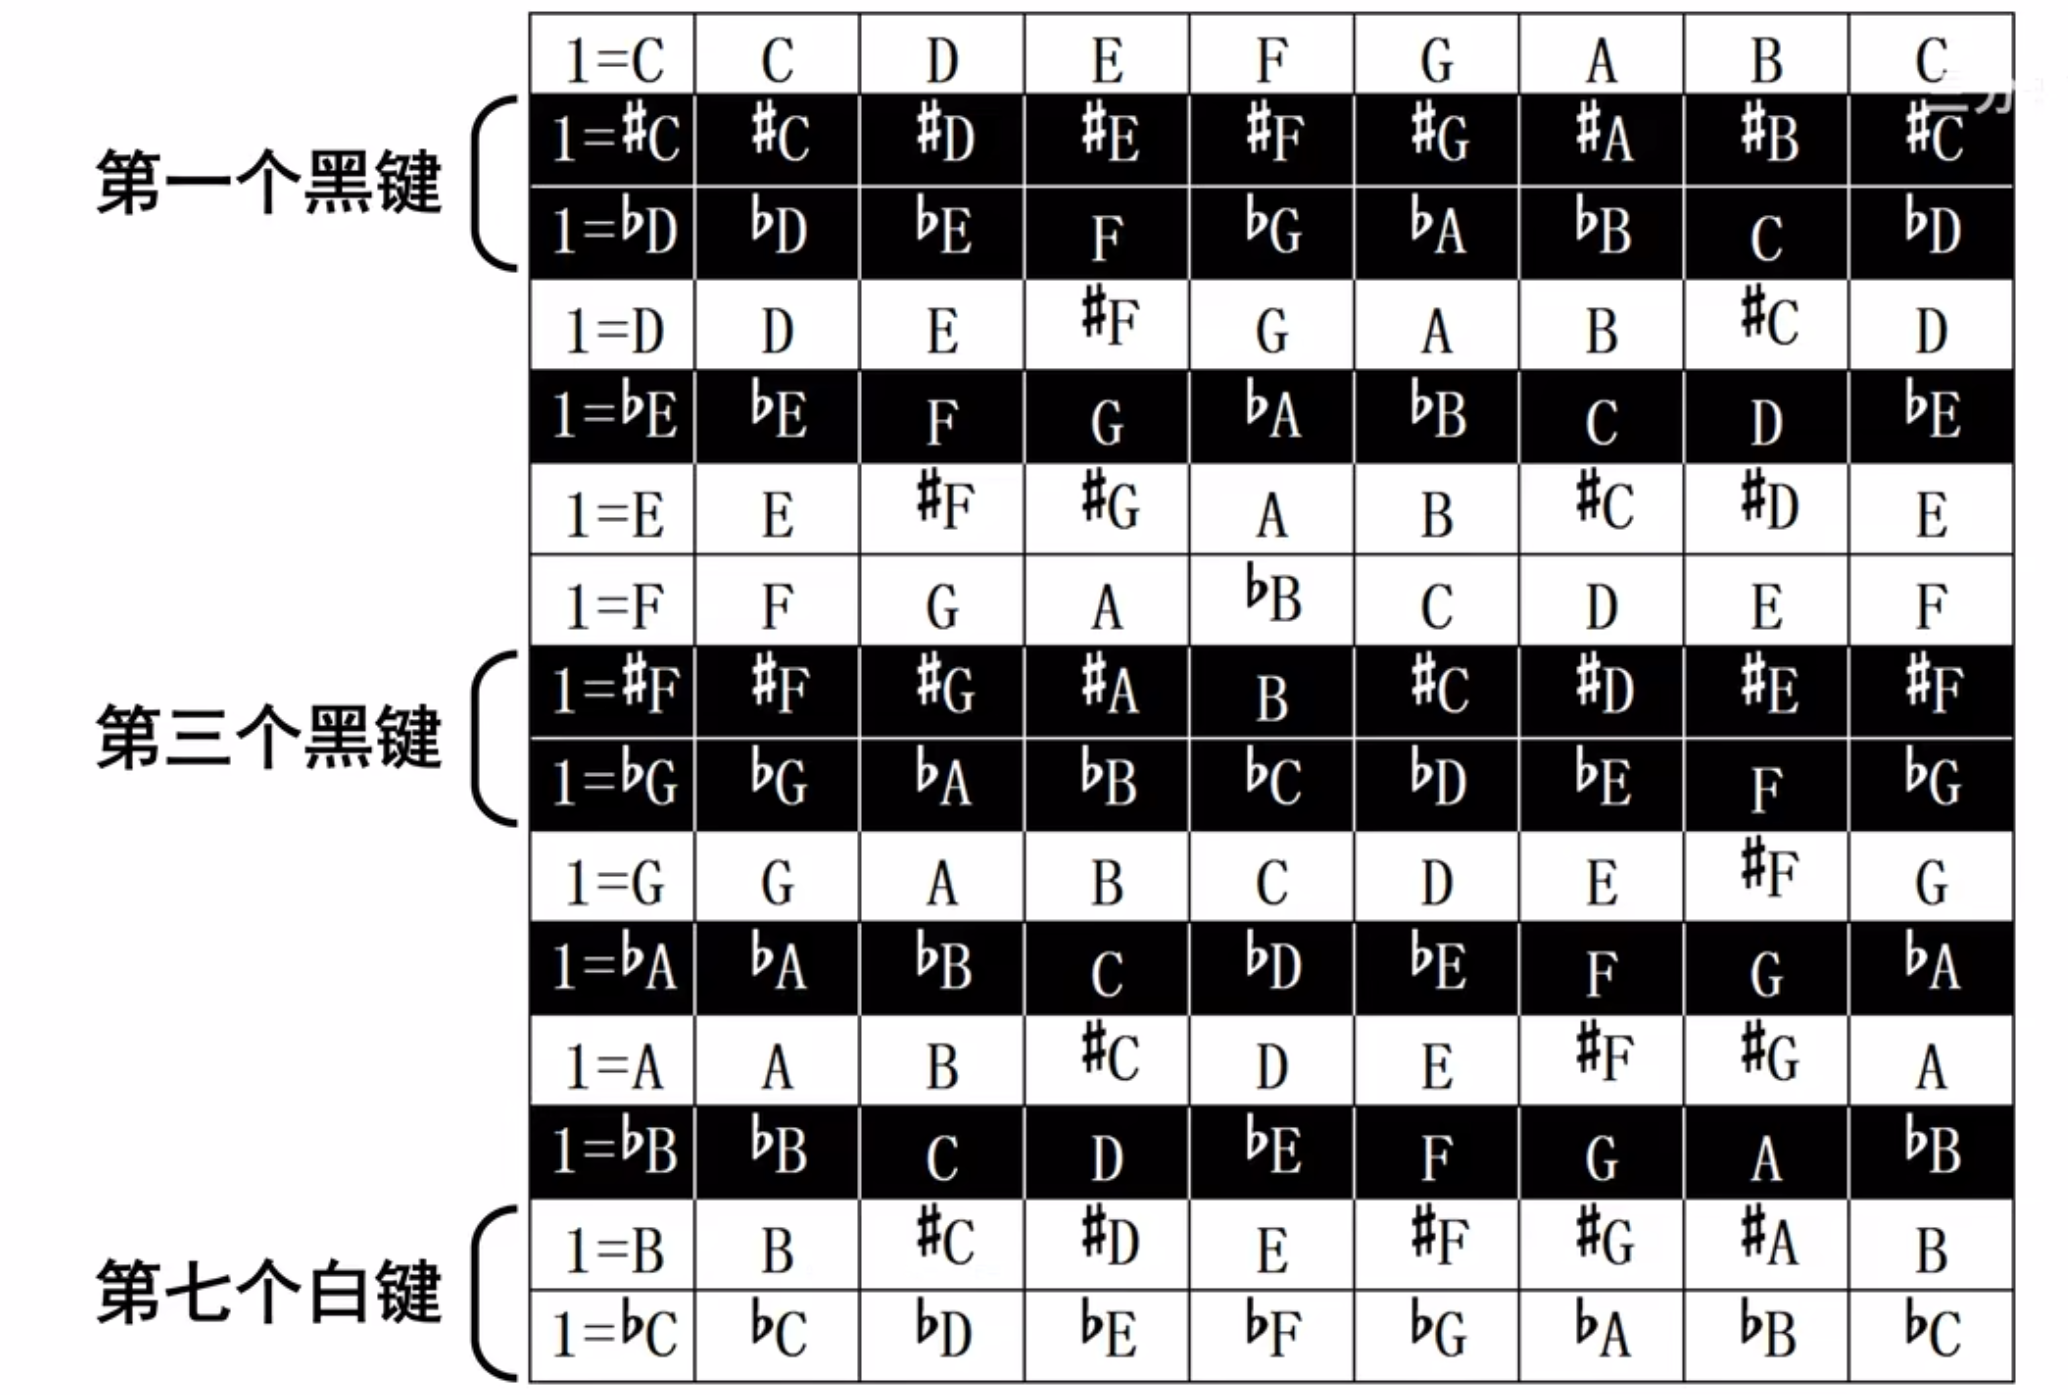 1=C C D E F G A B C
第一个黑键
1=♯C ♯C ♯D ♯E ♯F ♯G ♯A ♯B ♯C
1=♭D ♭D ♭E F ♭G ♭A ♭B C ♭D
1=D D E ♯F G A B ♯C D
1=♭E ♭E F G ♭A ♭B C D ♭E
1=E E ♯F ♯G A B ♯C ♯D E
1=F F G A ♭B C D E F
第三个黑键
1=♯F ♯F ♯G ♯A B ♯C ♯D ♯E ♯F
1=♭G ♭G ♭A ♭B ♭C ♭D ♭E F ♭G
1=G G A B C D E ♯F G
1=♭A ♭A ♭B C ♭D ♭E F G ♭A
1=A A B ♯C D E ♯F ♯G A
1=♭B ♭B C D ♭E F G A ♭B
第七个白键
1=B B ♯C ♯D E ♯F ♯G ♯A B
1=♭C ♭C ♭D ♭E ♭F ♭G ♭A ♭B ♭C